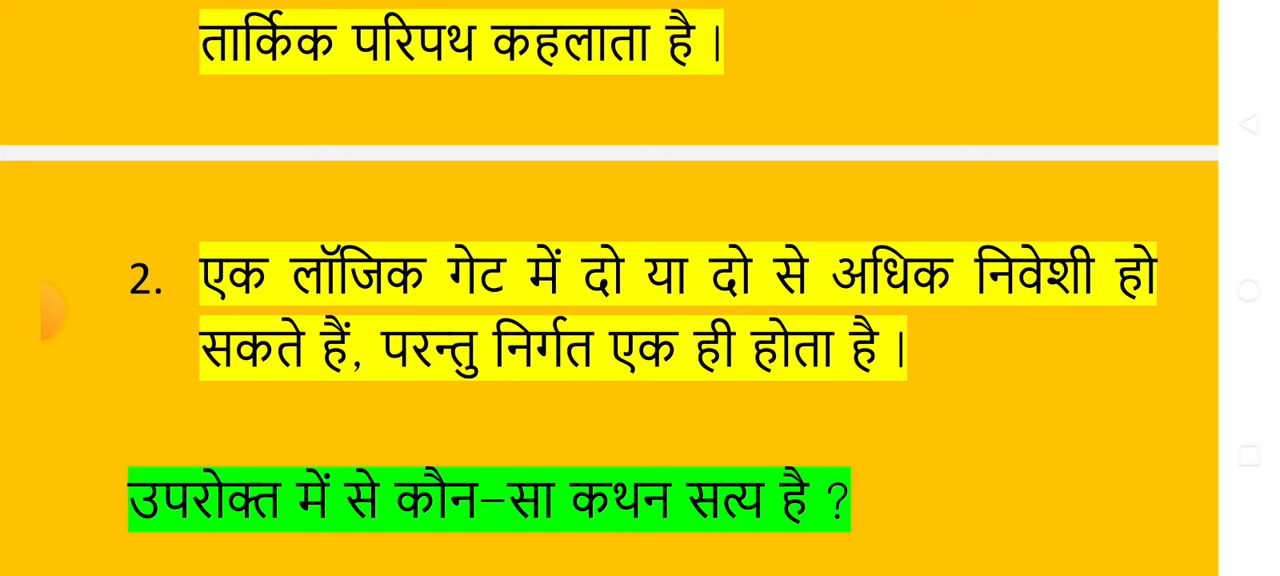 तार्किक परिपथ कहलाता है ।
2. एक लॉजिक गेट में दो या दो से अधिक निवेशी हो
सकते हैं, परन्तु निर्गत एक ही होता है ।
उपरोक्त में से कौन-सा कथन सत्य है ?